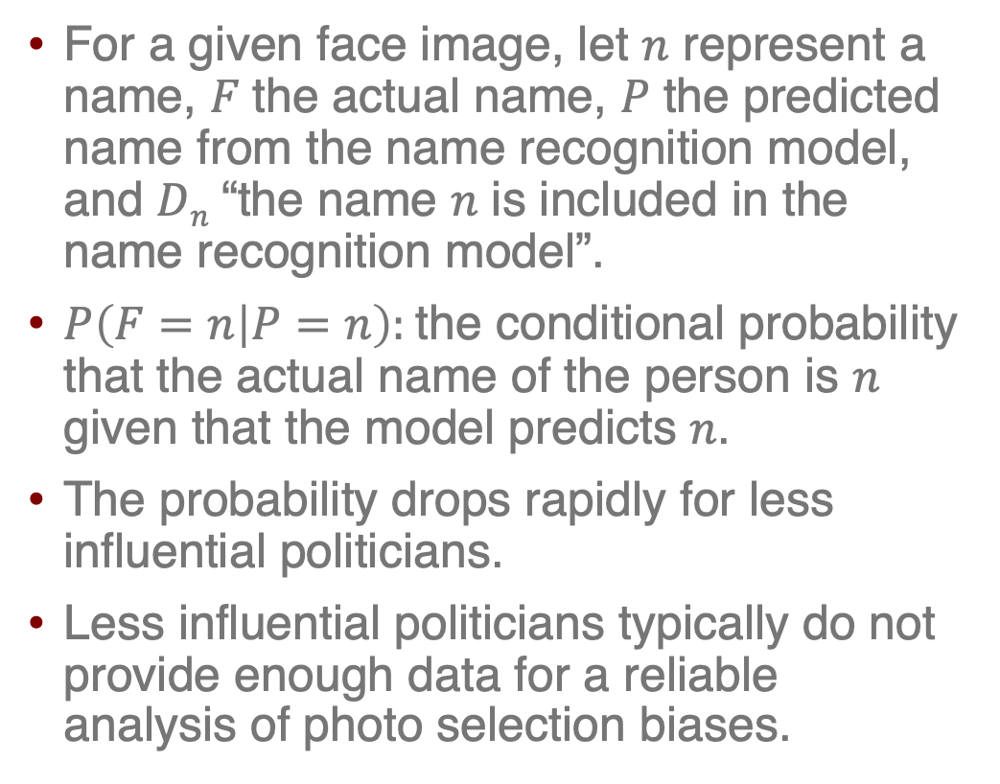 • For a given face image, let n represent a
name, F the actual name, P the predicted
name from the name recognition model,
and Dₙ “the name n is included in the
name recognition model”.
• P(F = n|P = n): the conditional probability
that the actual name of the person is n
given that the model predicts n.
• The probability drops rapidly for less
influential politicians.
• Less influential politicians typically do not
provide enough data for a reliable
analysis of photo selection biases.